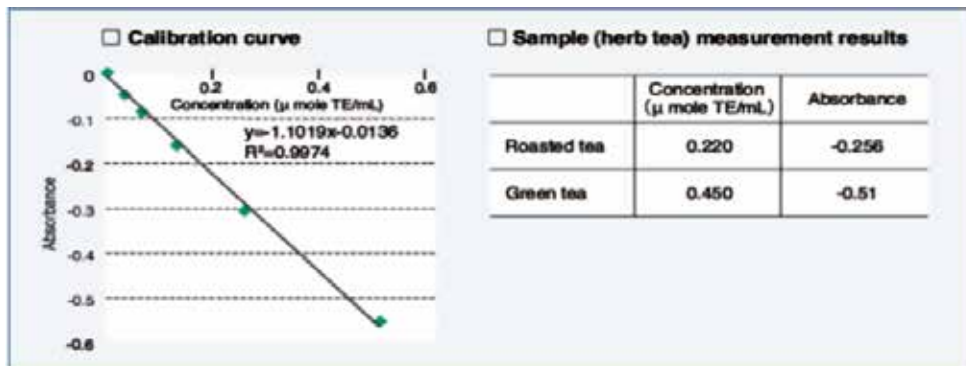 □ Calibration curve
0
0.2 0.4 0.6
Concentration (μ mole TE/mL)
-0.1
y=-1.1019x-0.0136
R²=0.9974
-0.2
-0.3
-0.4
-0.5
-0.6
Absorbance
□ Sample (herb tea) measurement results
Concentration
(μ mole TE/mL)
Absorbance
Roasted tea 0.220 -0.256
Green tea 0.450 -0.51